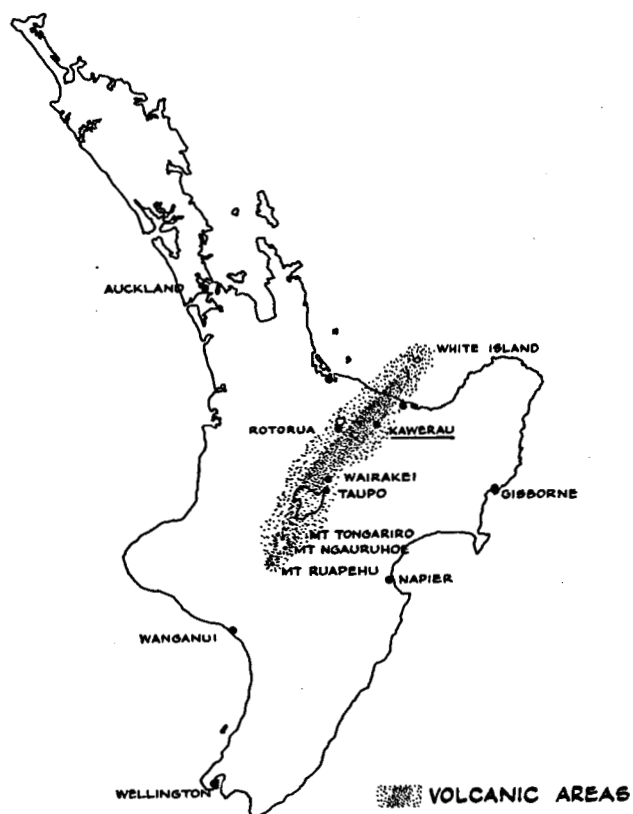 AUCKLAND
WHITE ISLAND
ROTORUA
KAWERAU
WAIRAKEI
TAUPO
GISBORNE
MT TONGARIRO
MT NGAURUHOE
MT RUAPEHU
NAPIER
WANGANUI
WELLINGTON
VOLCANIC AREAS